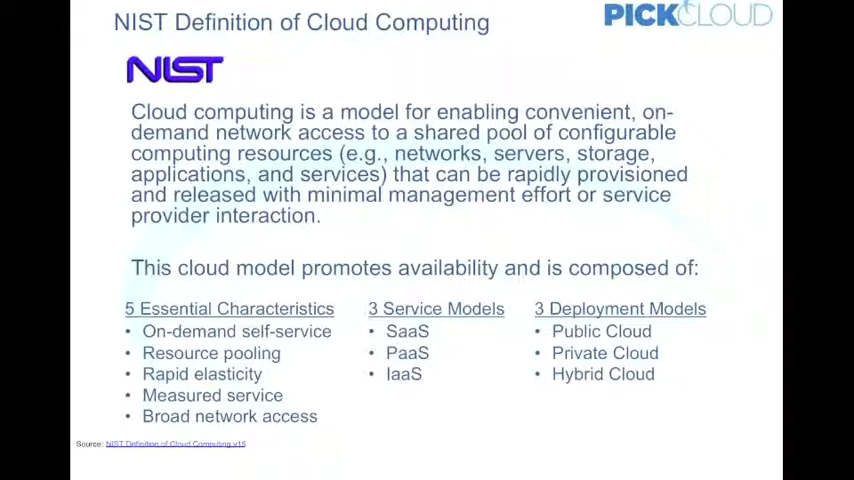 NIST Definition of Cloud Computing
PICKCLOUD
NIST
Cloud computing is a model for enabling convenient, on-
demand network access to a shared pool of configurable
computing resources (e.g., networks, servers, storage,
applications, and services) that can be rapidly provisioned
and released with minimal management effort or service
provider interaction.
This cloud model promotes availability and is composed of:
5 Essential Characteristics
• On-demand self-service
• Resource pooling
• Rapid elasticity
• Measured service
• Broad network access
3 Service Models
• SaaS
• PaaS
• IaaS
3 Deployment Models
• Public Cloud
• Private Cloud
• Hybrid Cloud
Source: NIST Definition of Cloud Computing v15